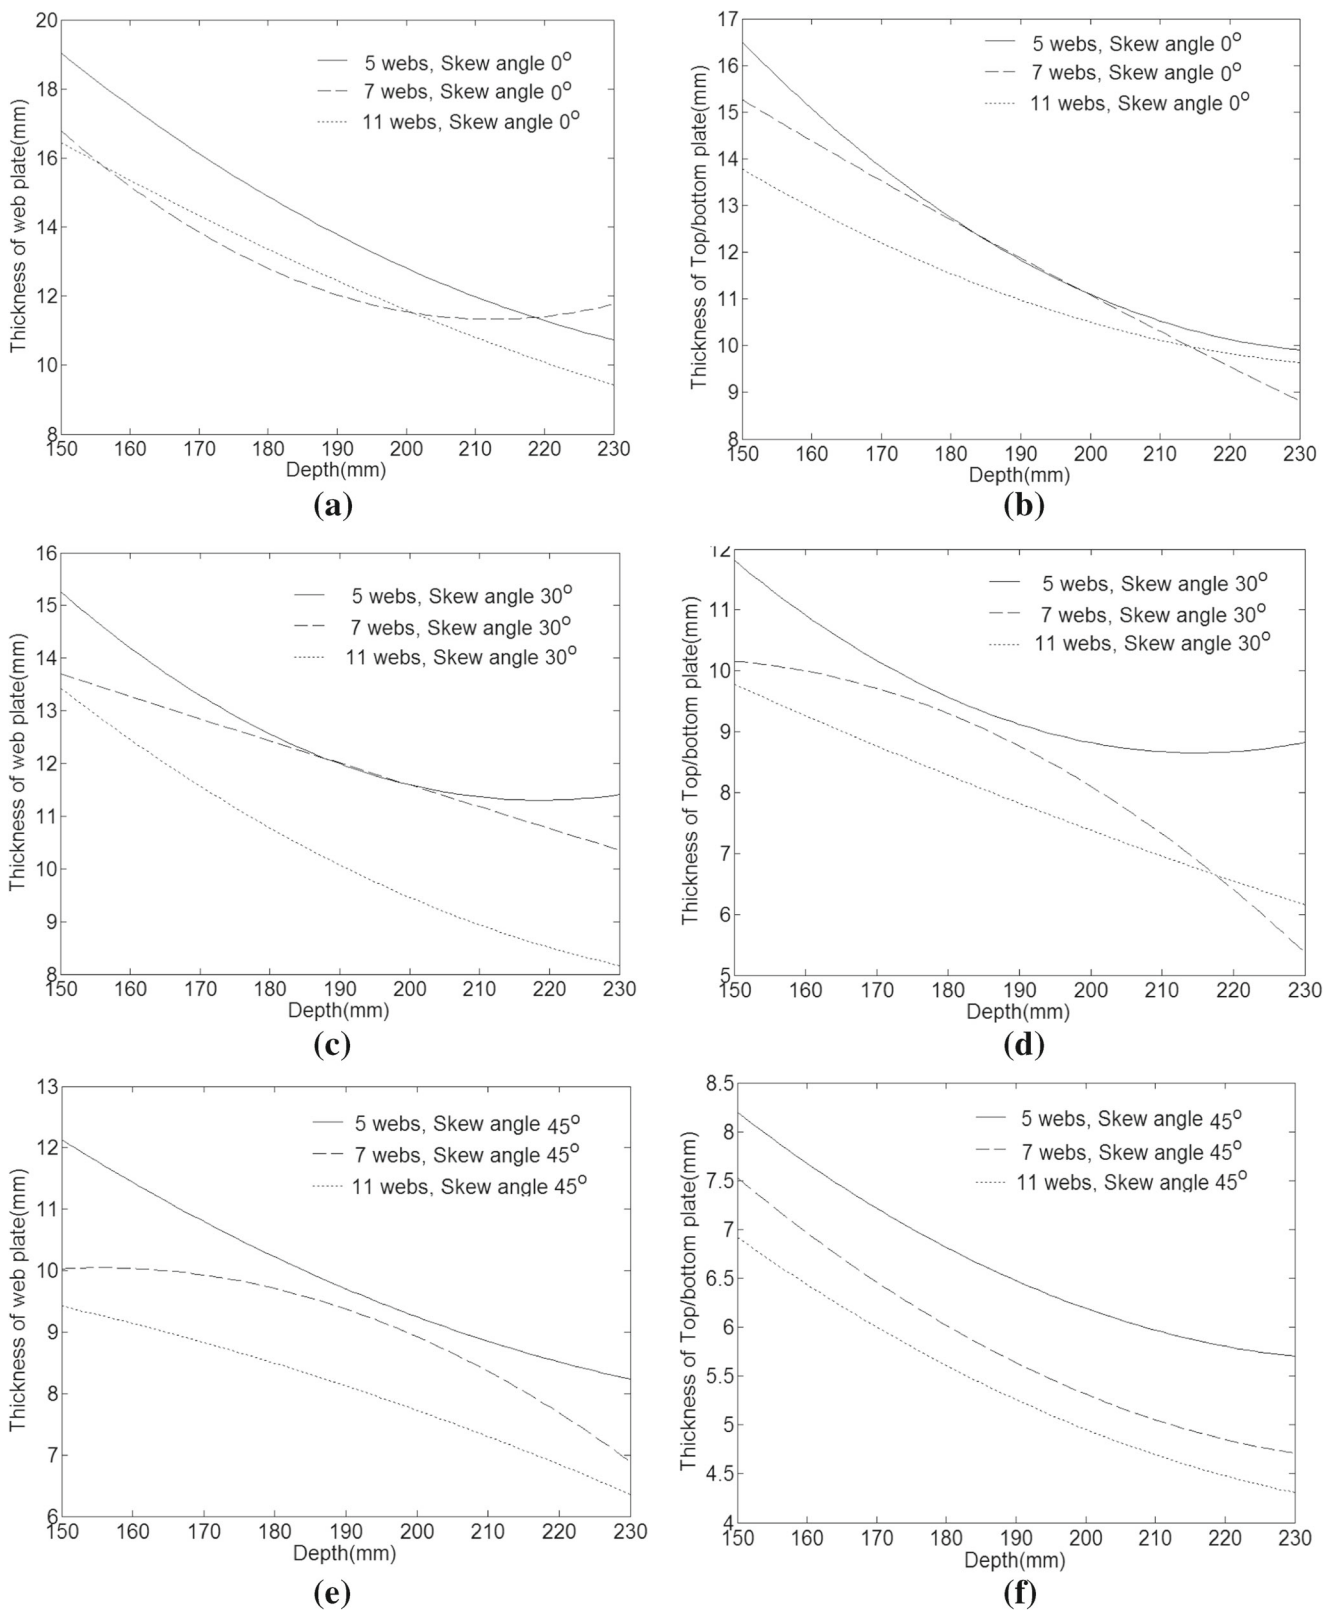 20
18
16
14
12
10
8
Thickness of web plate(mm)
5 webs, Skew angle 0°
7 webs, Skew angle 0°
11 webs, Skew angle 0°
150 160 170 180 190 200 210 220 230
Depth(mm)
(a)
17
16
15
14
13
12
11
10
9
8
Thickness of Top/bottom plate(mm)
5 webs, Skew angle 0°
7 webs, Skew angle 0°
11 webs, Skew angle 0°
150 160 170 180 190 200 210 220 230
Depth(mm)
(b)
16
15
14
13
12
11
10
9
8
Thickness of web plate(mm)
5 webs, Skew angle 30°
7 webs, Skew angle 30°
11 webs, Skew angle 30°
150 160 170 180 190 200 210 220 230
Depth(mm)
(c)
12
11
10
9
8
7
6
5
Thickness of Top/bottom plate(mm)
5 webs, Skew angle 30°
7 webs, Skew angle 30°
11 webs, Skew angle 30°
150 160 170 180 190 200 210 220 230
Depth(mm)
(d)
13
12
11
10
9
8
7
6
Thickness of web plate(mm)
5 webs, Skew angle 45°
7 webs, Skew angle 45°
11 webs, Skew angle 45°
150 160 170 180 190 200 210 220 230
Depth(mm)
(e)
8.5
8
7.5
7
6.5
6
5.5
5
4.5
4
Thickness of Top/bottom plate(mm)
5 webs, Skew angle 45°
7 webs, Skew angle 45°
11 webs, Skew angle 45°
150 160 170 180 190 200 210 220 230
Depth(mm)
(f)